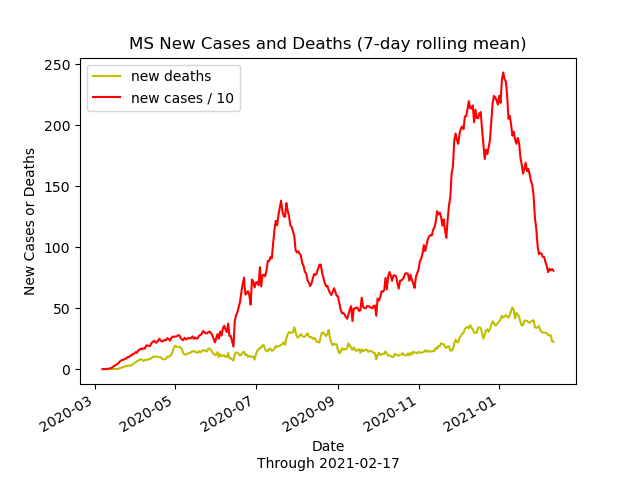 MS New Cases and Deaths (7-day rolling mean)
new deaths
new cases / 10
250
200
150
100
50
0
New Cases or Deaths
2020-03
2020-05
2020-07
2020-09
2020-11
2021-01
Date
Through 2021-02-17